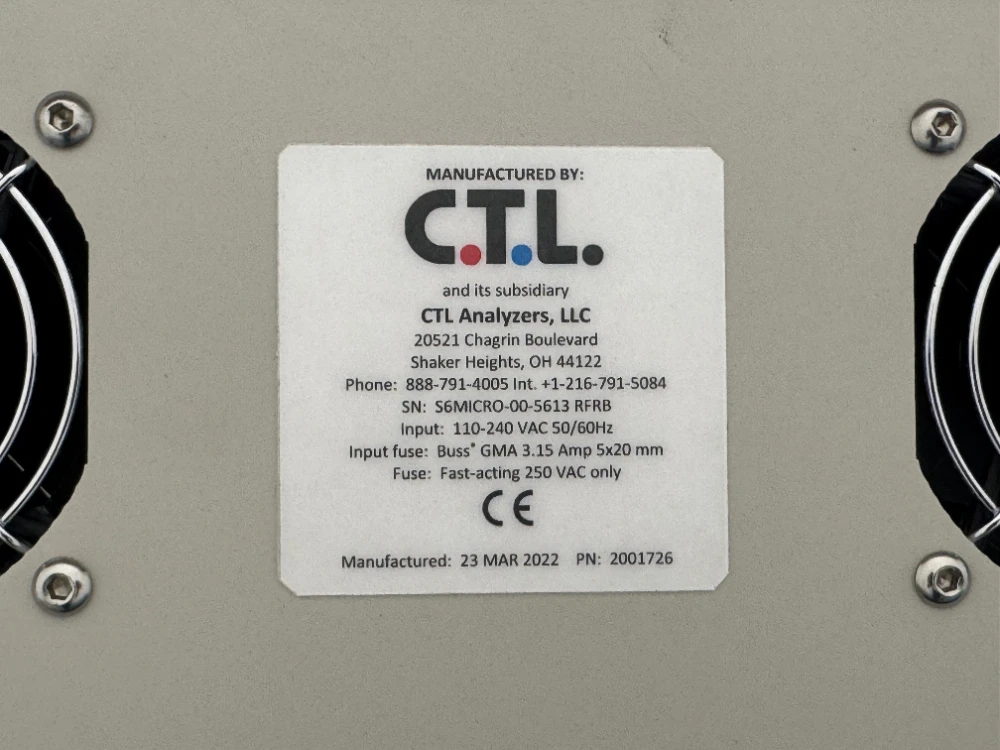 MANUFACTURED BY:
C.T.L.
and its subsidiary
CTL Analyzers, LLC
20521 Chagrin Boulevard
Shaker Heights, OH 44122
Phone: 888-791-4005 Int. +1-216-791-5084
SN: S6MICRO-00-5613 RFRB
Input: 110-240 VAC 50/60Hz
Input fuse: Buss® GMA 3.15 Amp 5x20 mm
Fuse: Fast-acting 250 VAC only
CE
Manufactured: 23 MAR 2022 PN: 2001726